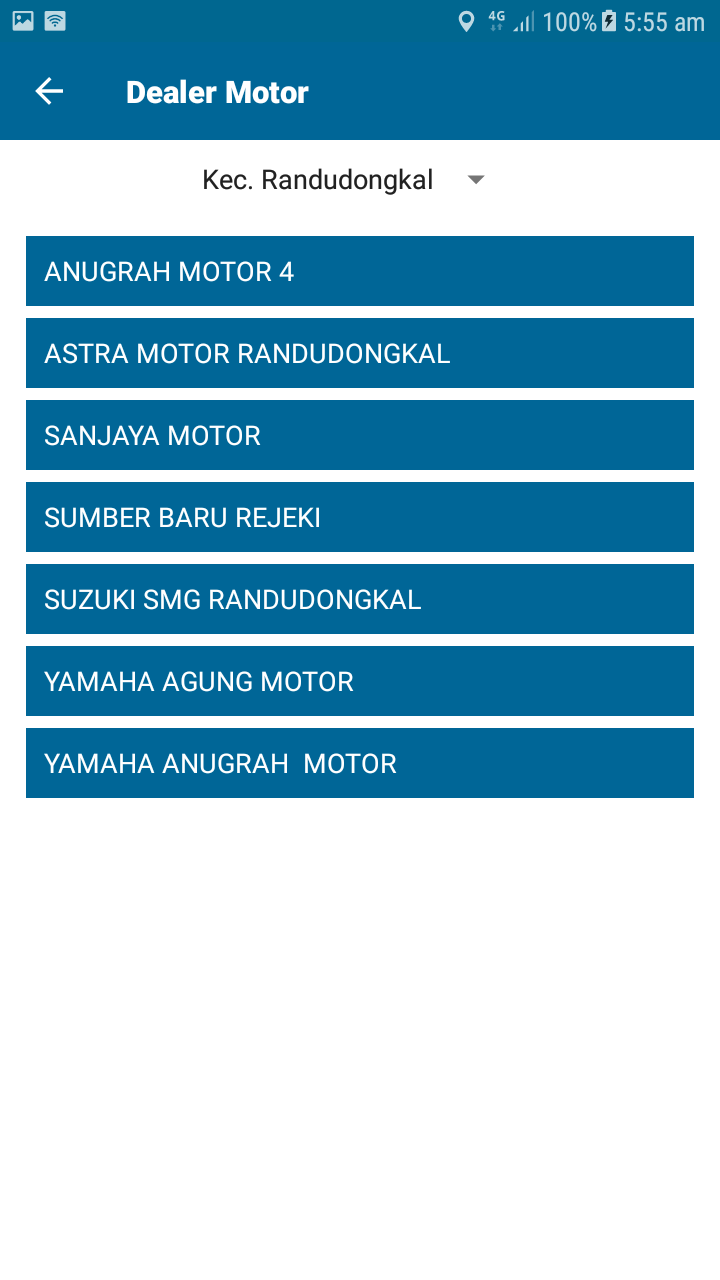 4G 100% 5:55 am
Dealer Motor
Kec. Randudongkal
ANUGRAH MOTOR 4
ASTRA MOTOR RANDUDONGKAL
SANJAYA MOTOR
SUMBER BARU REJEKI
SUZUKI SMG RANDUDONGKAL
YAMAHA AGUNG MOTOR
YAMAHA ANUGRAH  MOTOR